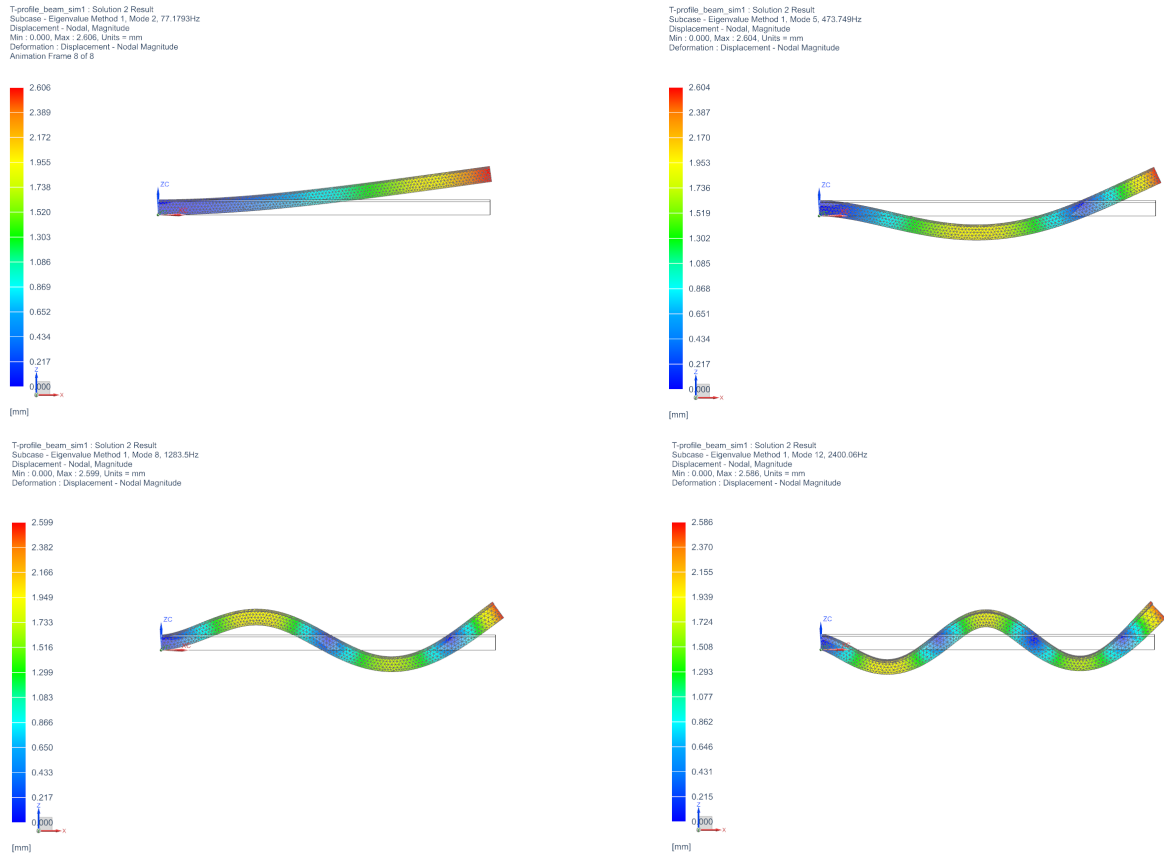 T-profile_beam_sim1 : Solution 2 Result
Subcase - Eigenvalue Method 1, Mode 2, 77.1793Hz
Displacement - Nodal, Magnitude
Min : 0.000, Max : 2.606, Units = mm
Deformation : Displacement - Nodal Magnitude
Animation Frame 8 of 8
2.606
2.389
2.172
1.955
1.738
1.520
1.303
1.086
0.869
0.652
0.434
0.217
0.000
[mm]
ZC
Z
X
T-profile_beam_sim1 : Solution 2 Result
Subcase - Eigenvalue Method 1, Mode 5, 473.749Hz
Displacement - Nodal, Magnitude
Min : 0.000, Max : 2.604, Units = mm
Deformation : Displacement - Nodal Magnitude
2.604
2.387
2.170
1.953
1.736
1.519
1.302
1.085
0.868
0.651
0.434
0.217
0.000
[mm]
ZC
Z
X
T-profile_beam_sim1 : Solution 2 Result
Subcase - Eigenvalue Method 1, Mode 8, 1283.5Hz
Displacement - Nodal, Magnitude
Min : 0.000, Max : 2.599, Units = mm
Deformation : Displacement - Nodal Magnitude
2.599
2.382
2.166
1.949
1.733
1.516
1.299
1.083
0.866
0.650
0.433
0.217
0.000
[mm]
ZC
Z
X
T-profile_beam_sim1 : Solution 2 Result
Subcase - Eigenvalue Method 1, Mode 12, 2400.06Hz
Displacement - Nodal, Magnitude
Min : 0.000, Max : 2.586, Units = mm
Deformation : Displacement - Nodal Magnitude
2.586
2.370
2.155
1.939
1.724
1.508
1.293
1.077
0.862
0.646
0.431
0.215
0.000
[mm]
ZC
Z
X